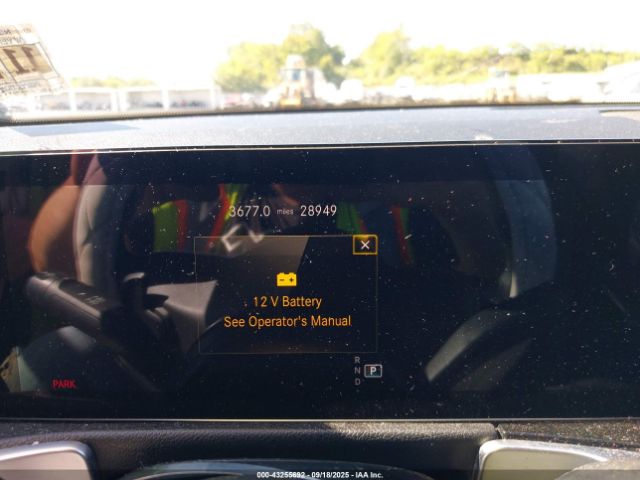 3677.0 miles 28949
12 V Battery
See Operator's Manual
R
N P
D
PARK
000-43255692 - 09/18/2025 - IAA Inc.